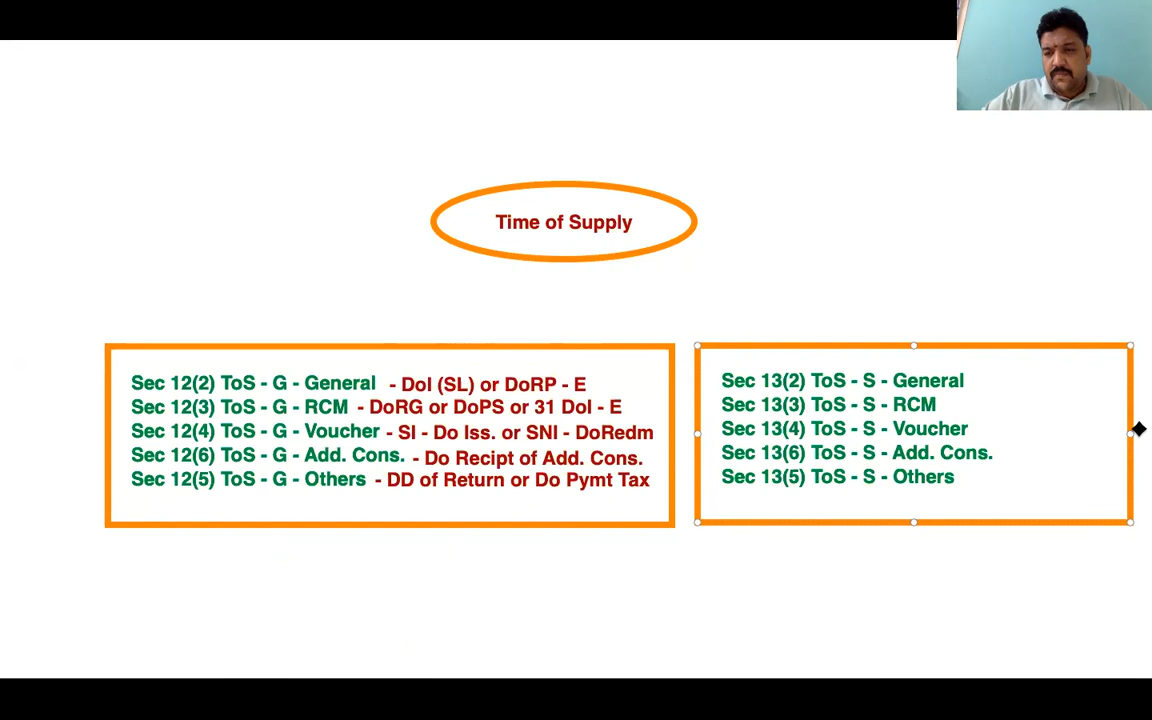 Time of Supply
Sec 12(2) ToS - G - General - DoI (SL) or DoRP - E
Sec 12(3) ToS - G - RCM - DoRG or DoPS or 31 DoI - E
Sec 12(4) ToS - G - Voucher - SI - Do Iss. or SNI - DoRedm
Sec 12(6) ToS - G - Add. Cons. - Do Recipt of Add. Cons.
Sec 12(5) ToS - G - Others - DD of Return or Do Pymt Tax
Sec 13(2) ToS - S - General
Sec 13(3) ToS - S - RCM
Sec 13(4) ToS - S - Voucher
Sec 13(6) ToS - S - Add. Cons.
Sec 13(5) ToS - S - Others